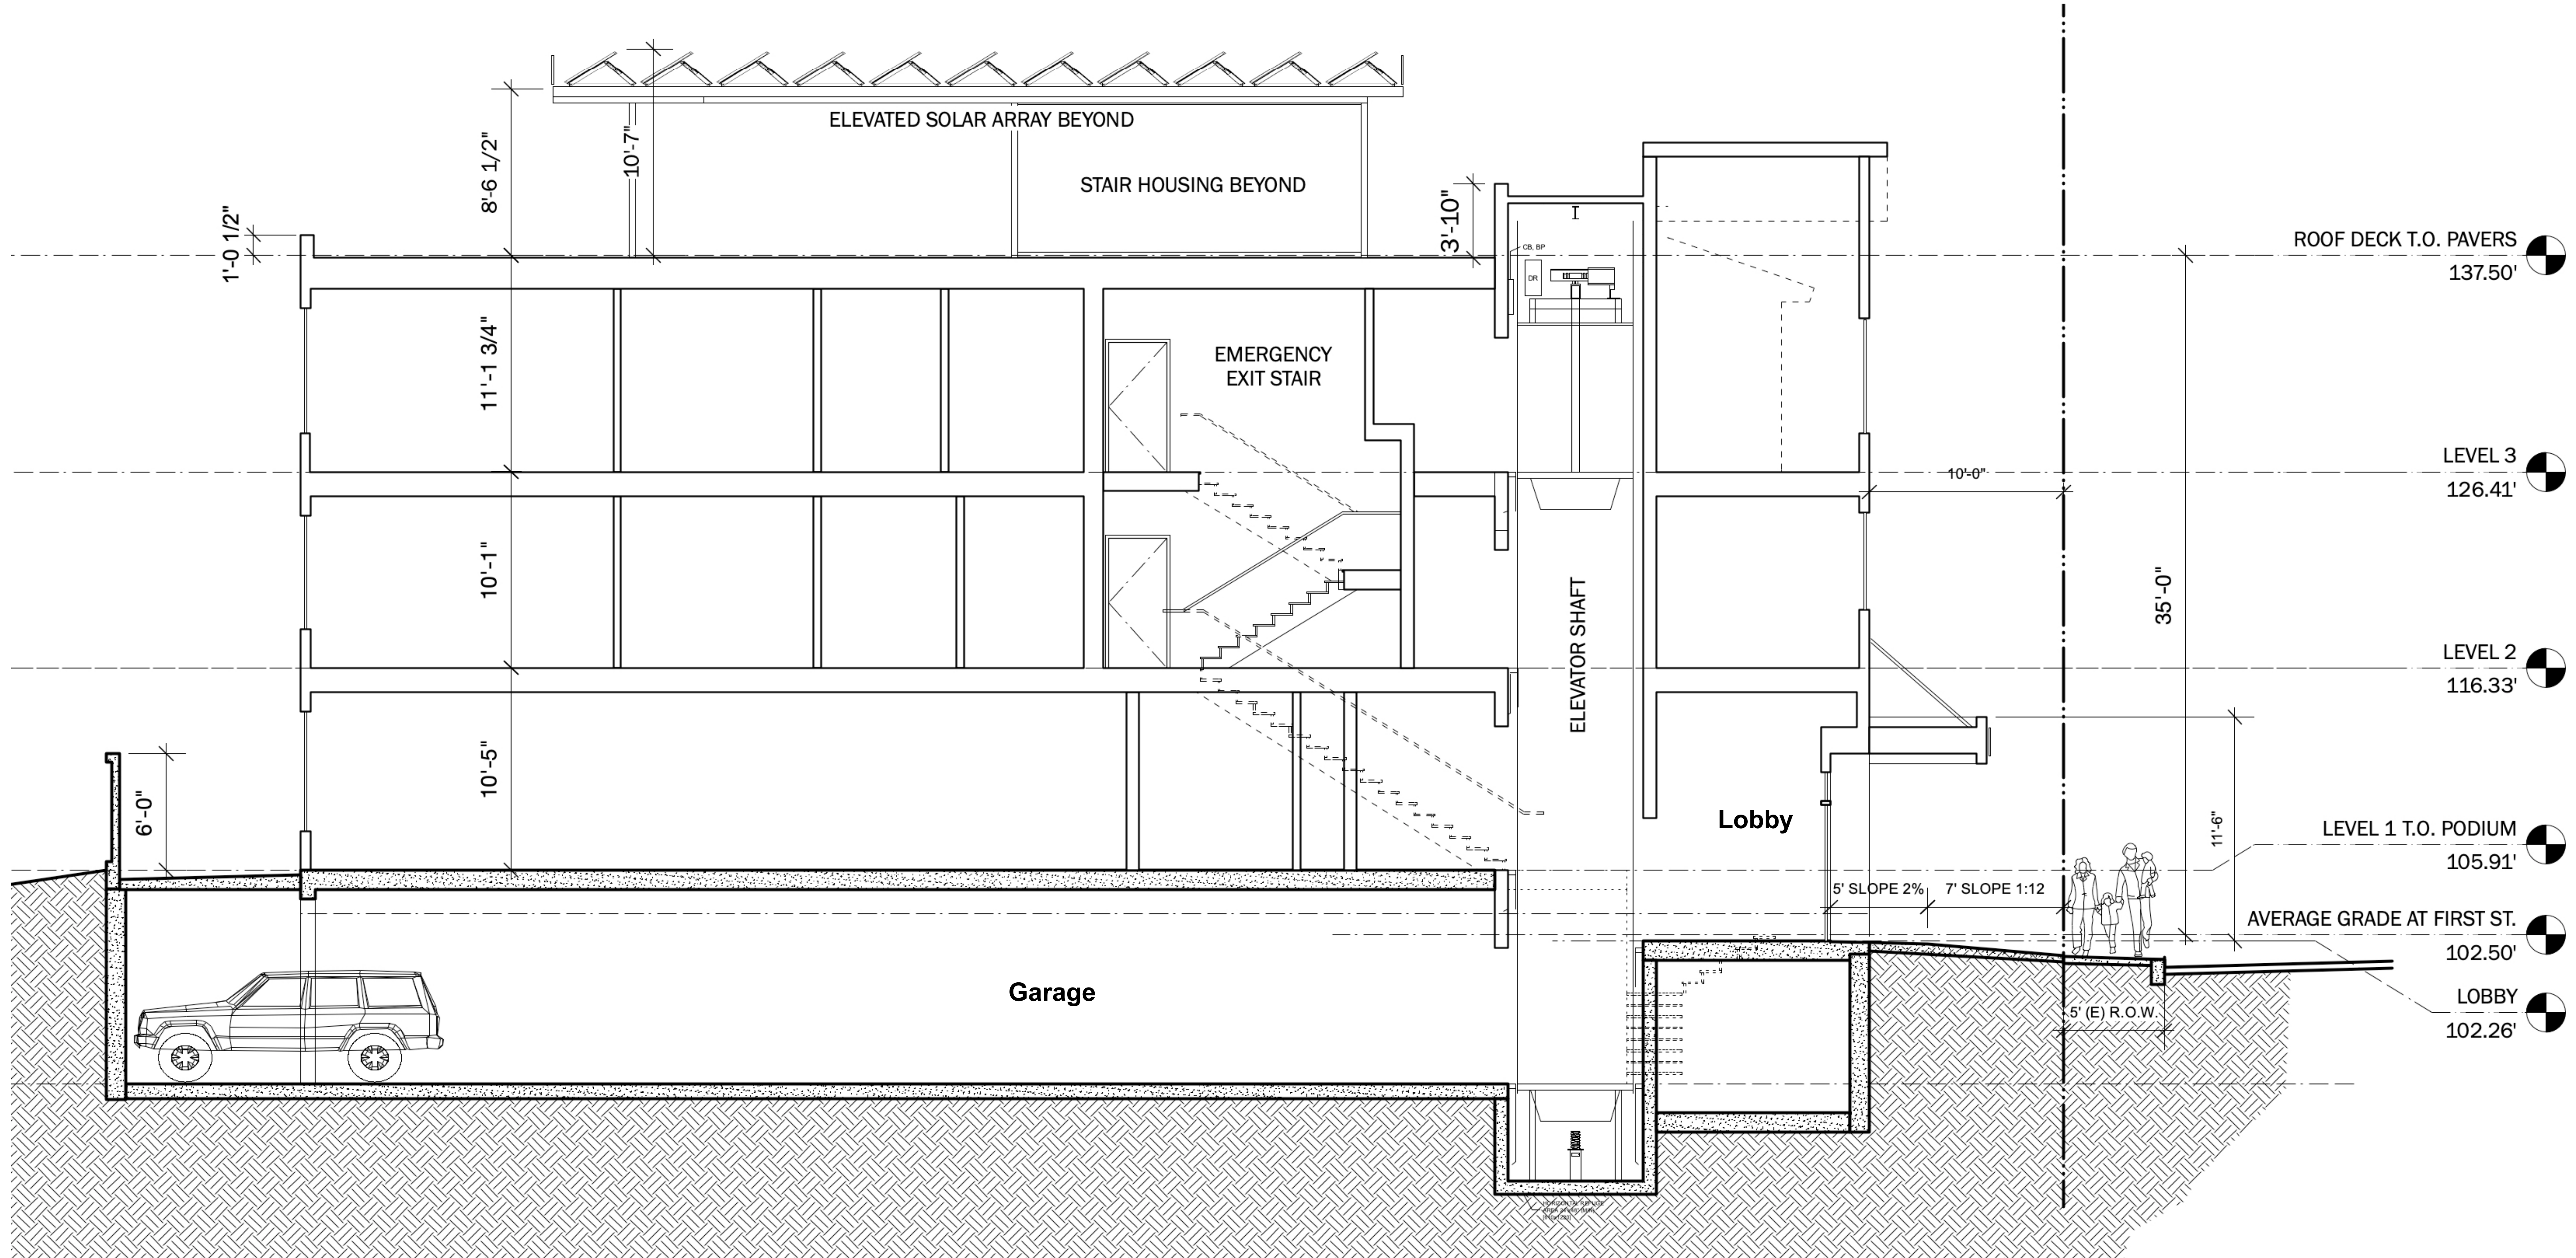 ELEVATED SOLAR ARRAY BEYOND
10'-7"
8'-6 1/2"
STAIR HOUSING BEYOND
3'-10"
1'-0 1/2"
CB, BP
DR
ROOF DECK T.O. PAVERS
137.50'
11'-1 3/4"
EMERGENCY
EXIT STAIR
LEVEL 3
126.41'
10'-0"
10'-1"
ELEVATOR SHAFT
35'-0"
LEVEL 2
116.33'
10'-5"
6'-0"
Lobby
11'-6"
LEVEL 1 T.O. PODIUM
105.91'
5' SLOPE 2%
7' SLOPE 1:12
AVERAGE GRADE AT FIRST ST.
102.50'
Garage
LOBBY
102.26'
5' (E) R.O.W.